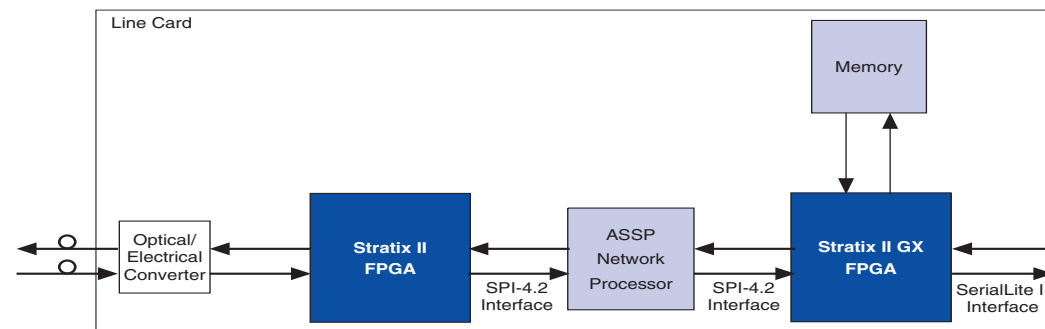 Line Card
Memory
Optical/
Electrical
Converter
Stratix II
FPGA
SPI-4.2
Interface
ASSP
Network
Processor
SPI-4.2
Interface
Stratix II GX
FPGA
SerialLite I
Interface